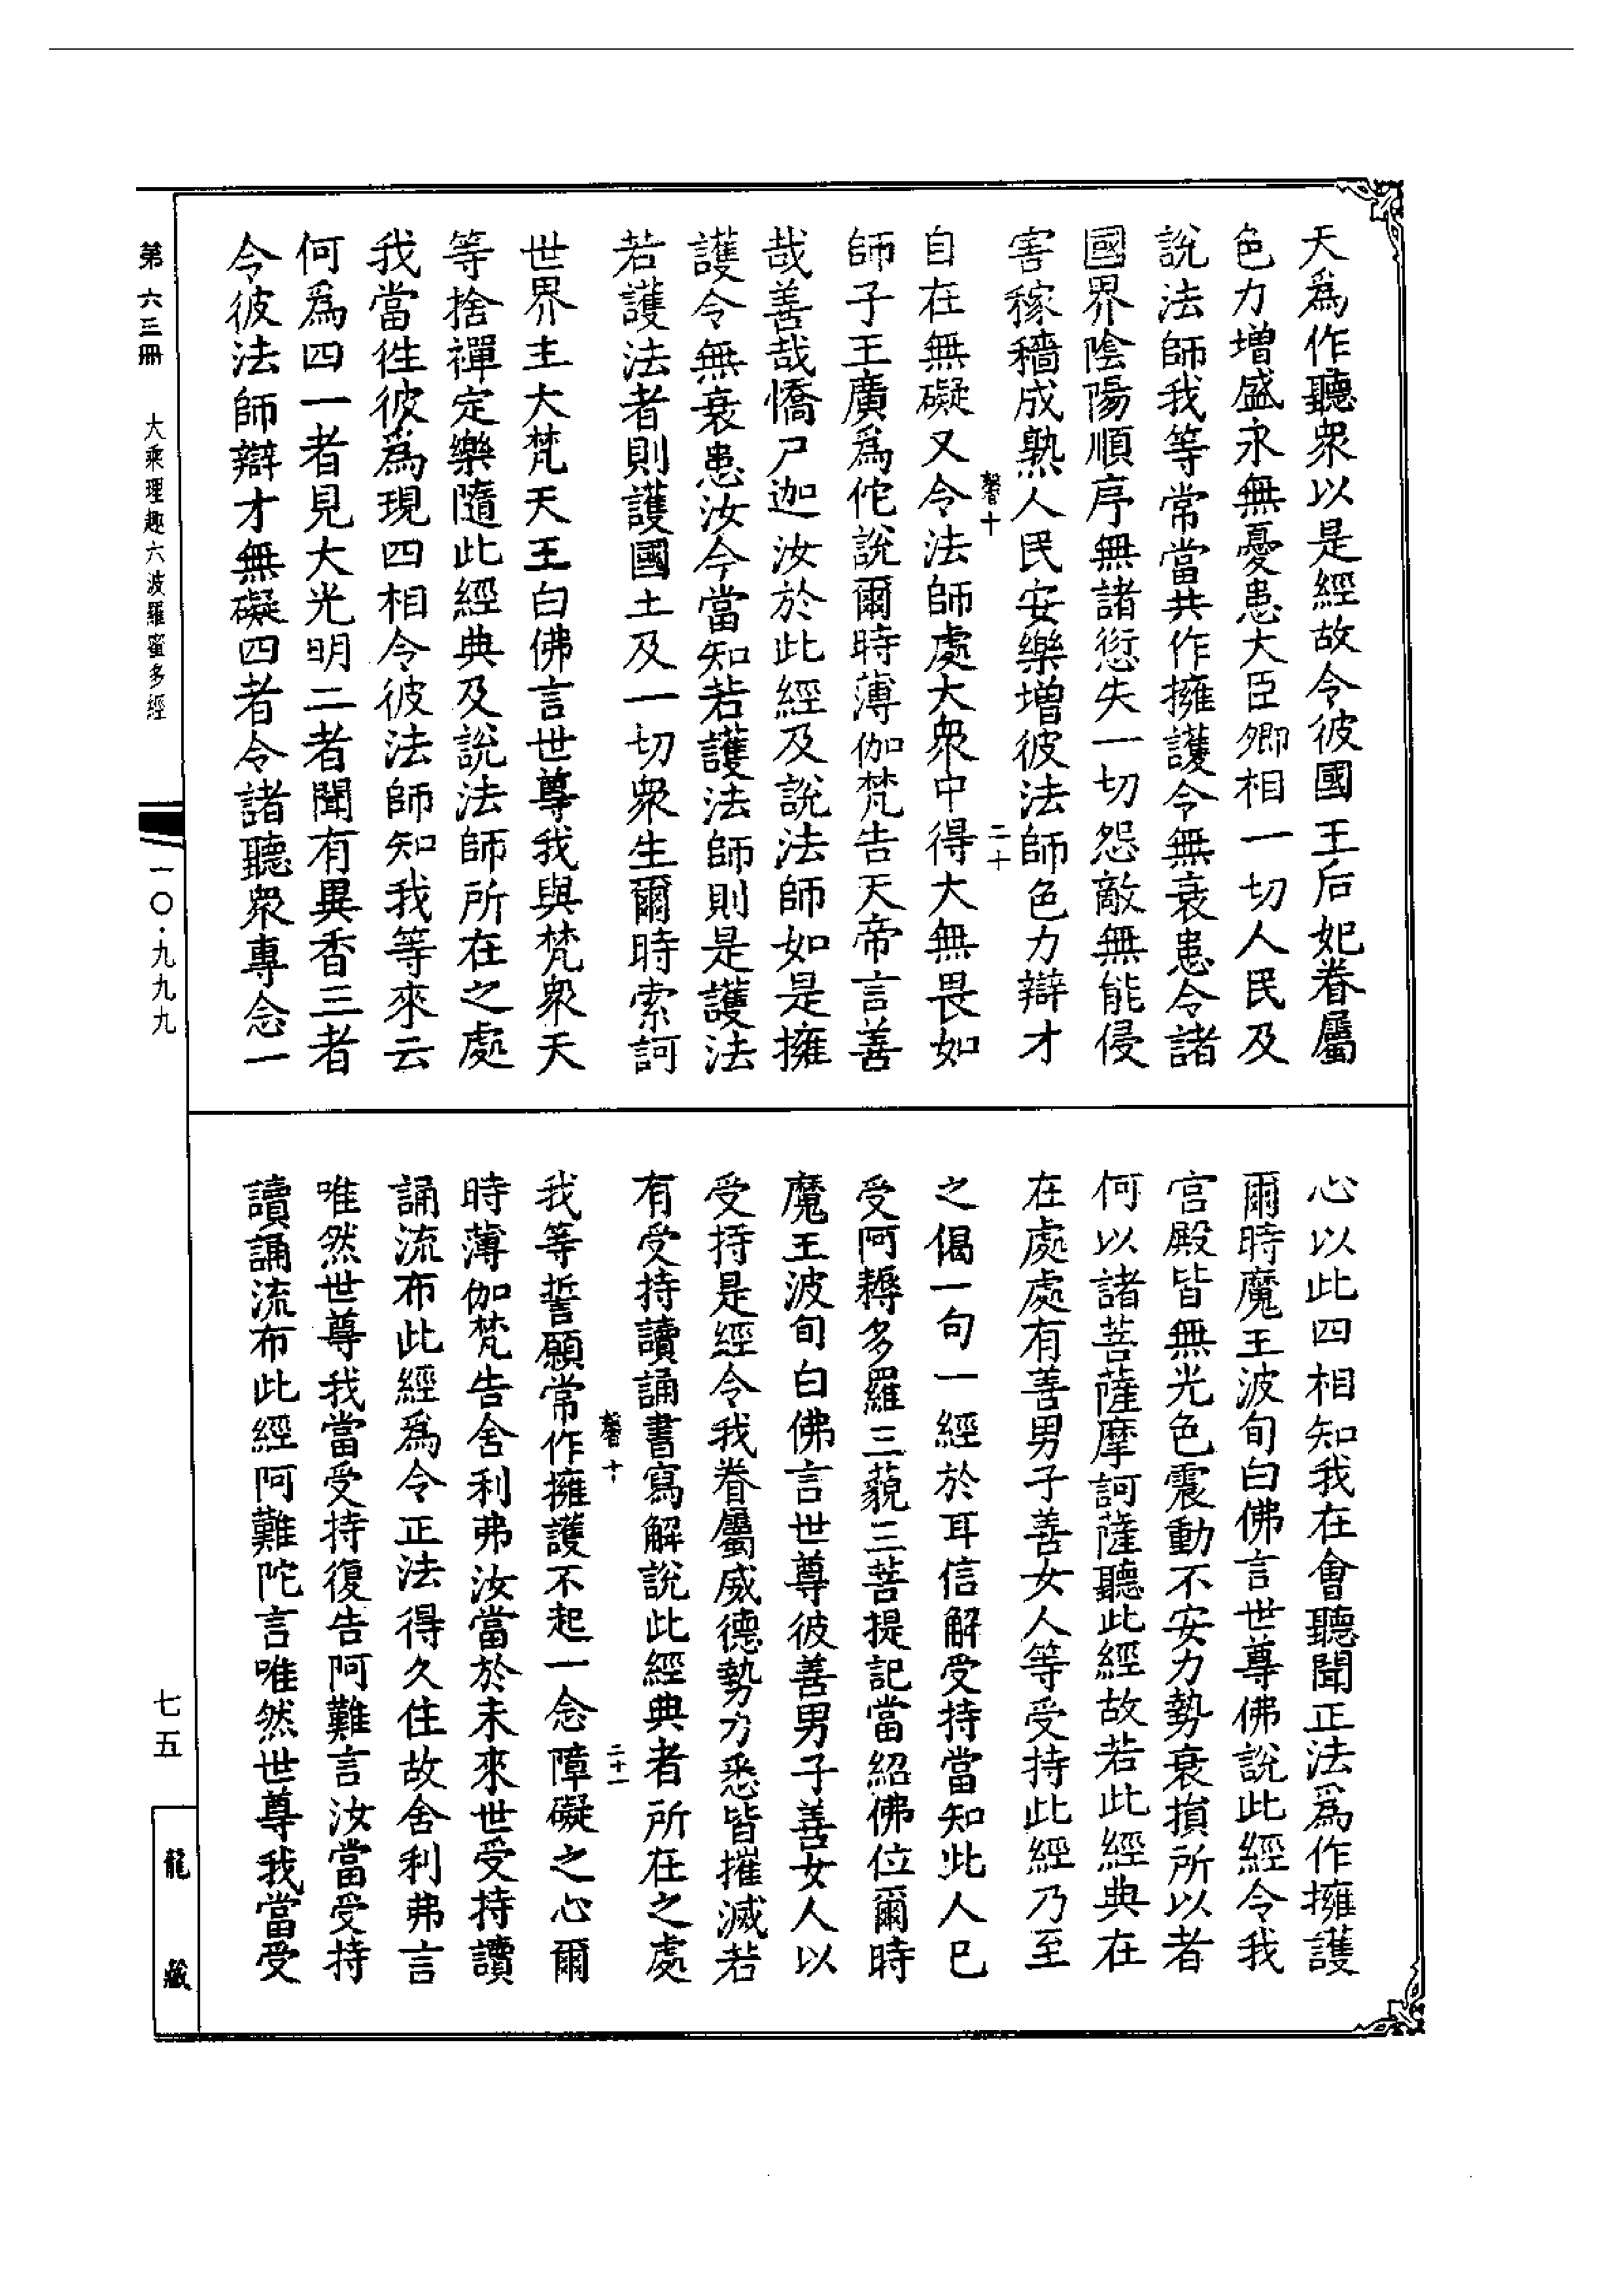 天爲作聽衆以是經故令彼國王后妃眷屬
色力增盛永無憂患大臣卿相一切人民及
說法師我等常當共作擁護令無衰患令諸
國界陰陽順序無諸愆失一切怨敵無能侵
害稼穡成熟人民安樂增彼法師色力辯才
磬十
二十
自在無礙又令法師處大衆中得大無畏如
師子王廣爲佗說爾時薄伽梵告天帝言善
哉善哉憍尸迦汝於此經及說法師如是擁
護令無衰患汝今當知若護法師則是護法
若護法者則護國土及一切衆生爾時索訶
世界主大梵天王白佛言世尊我與梵衆天
等捨禪定樂隨此經典及說法師所在之處
我當徃彼爲現四相令彼法師知我等來云
何爲四一者見大光明二者聞有異香三者
令彼法師辯才無礙四者令諸聽衆專念一
心以此四相知我在會聽聞正法爲作擁護
爾時魔王波旬白佛言世尊佛說此經令我
宮殿皆無光色震動不安力勢衰損所以者
何以諸菩薩摩訶薩聽此經故若此經典在
在處處有善男子善女人等受持此經乃至
之偈一句一經於耳信解受持當知此人已
受阿耨多羅三藐三菩提記當紹佛位爾時
魔王波旬白佛言世尊彼善男子善女人以
受持是經令我眷屬威德勢力悉皆摧滅若
有受持讀誦書寫解說此經典者所在之處
磬十
二十一
我等誓願常作擁護不起一念障礙之心爾
時薄伽梵告舍利弗汝當於未來世受持讀
誦流布此經爲令正法得久住故舍利弗言
唯然世尊我當受持復告阿難言汝當受持
讀誦流布此經阿難陀言唯然世尊我當受
第六三冊
大乘理趣六波羅蜜多經
一〇·九九九
七五
龍藏